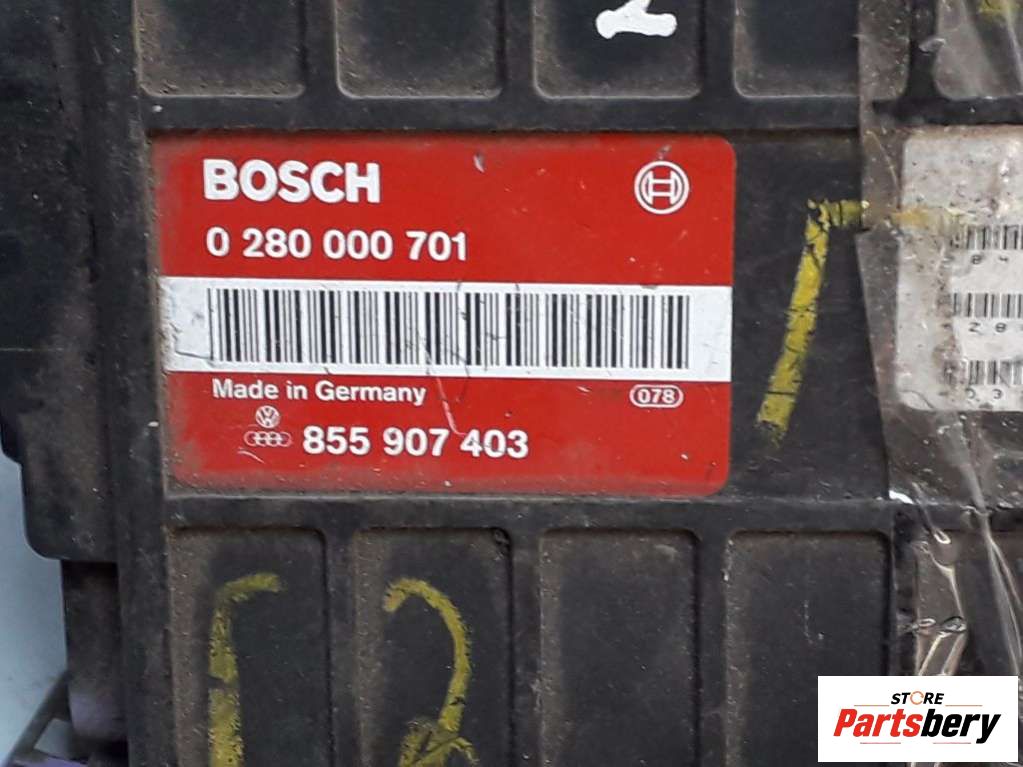 BOSCH
0 280 000 701
Made in Germany
078
855 907 403
STORE
Partsbery